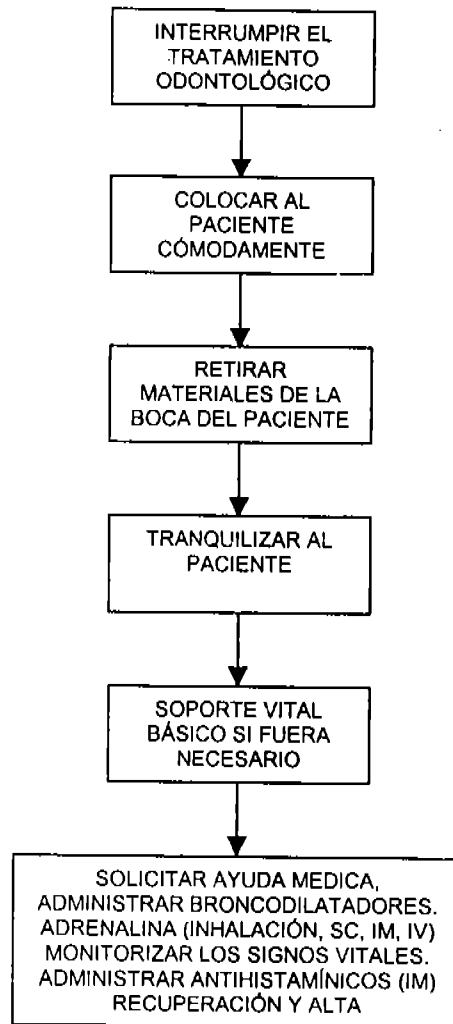 INTERRUMPIR EL
TRATAMIENTO
ODONTOLÓGICO
COLOCAR AL
PACIENTE
CÓMODAMENTE
RETIRAR
MATERIALES DE LA
BOCA DEL PACIENTE
TRANQUILIZAR AL
PACIENTE
SOPORTE VITAL
BÁSICO SI FUERA
NECESARIO
SOLICITAR AYUDA MEDICA,
ADMINISTRAR BRONCODILATADORES.
ADRENALINA (INHALACIÓN, SC, IM, IV)
MONITORIZAR LOS SIGNOS VITALES.
ADMINISTRAR ANTIHISTAMÍNICOS (IM)
RECUPERACIÓN Y ALTA